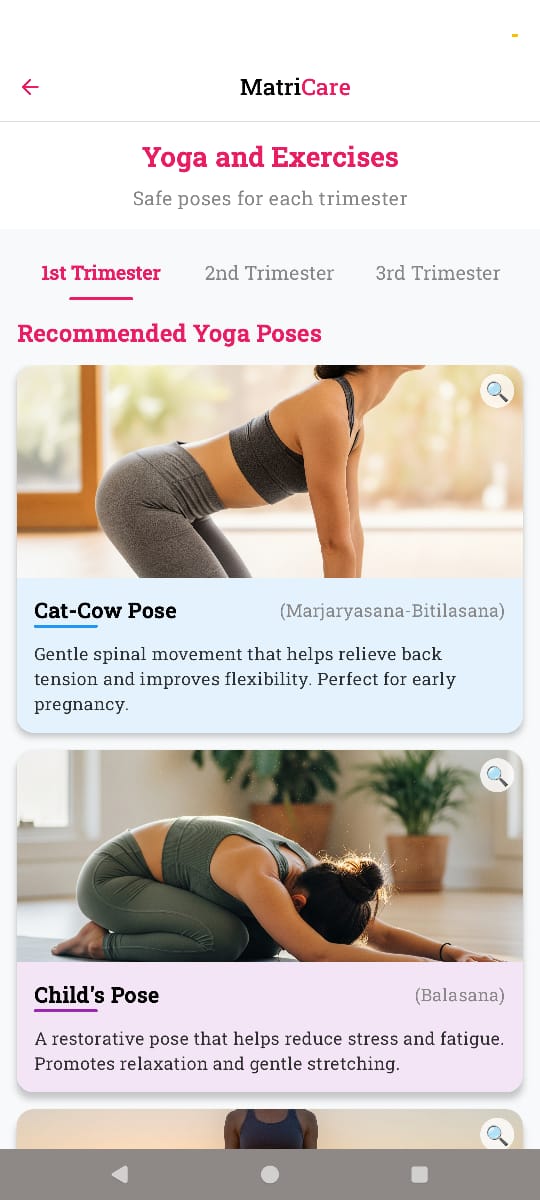 MatriCare
Yoga and Exercises
Safe poses for each trimester
1st Trimester 2nd Trimester 3rd Trimester
Recommended Yoga Poses
Cat-Cow Pose (Marjaryasana-Bitilasana)
Gentle spinal movement that helps relieve back
tension and improves flexibility. Perfect for early
pregnancy.
Child's Pose (Balasana)
A restorative pose that helps reduce stress and fatigue.
Promotes relaxation and gentle stretching.